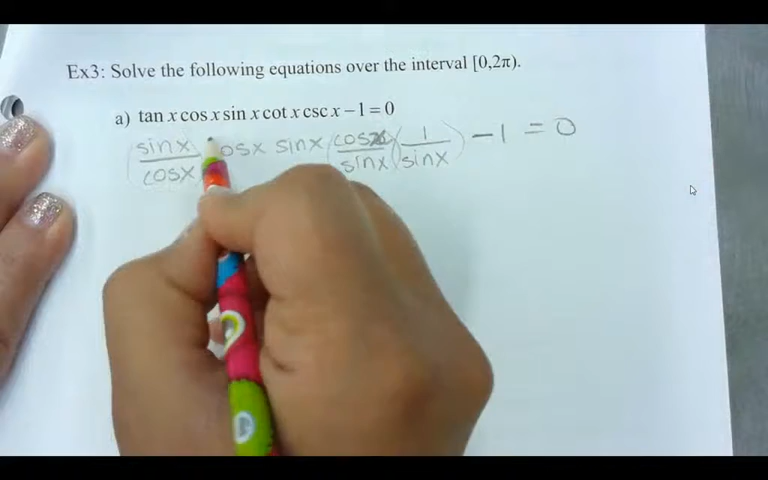 Ex3: Solve the following equations over the interval [0,2π).
a) tan x cos x sin x cot x csc x − 1 = 0
(sinx/cosx) cosx sinx (cosx/sinx)(1/sinx) − 1 = 0